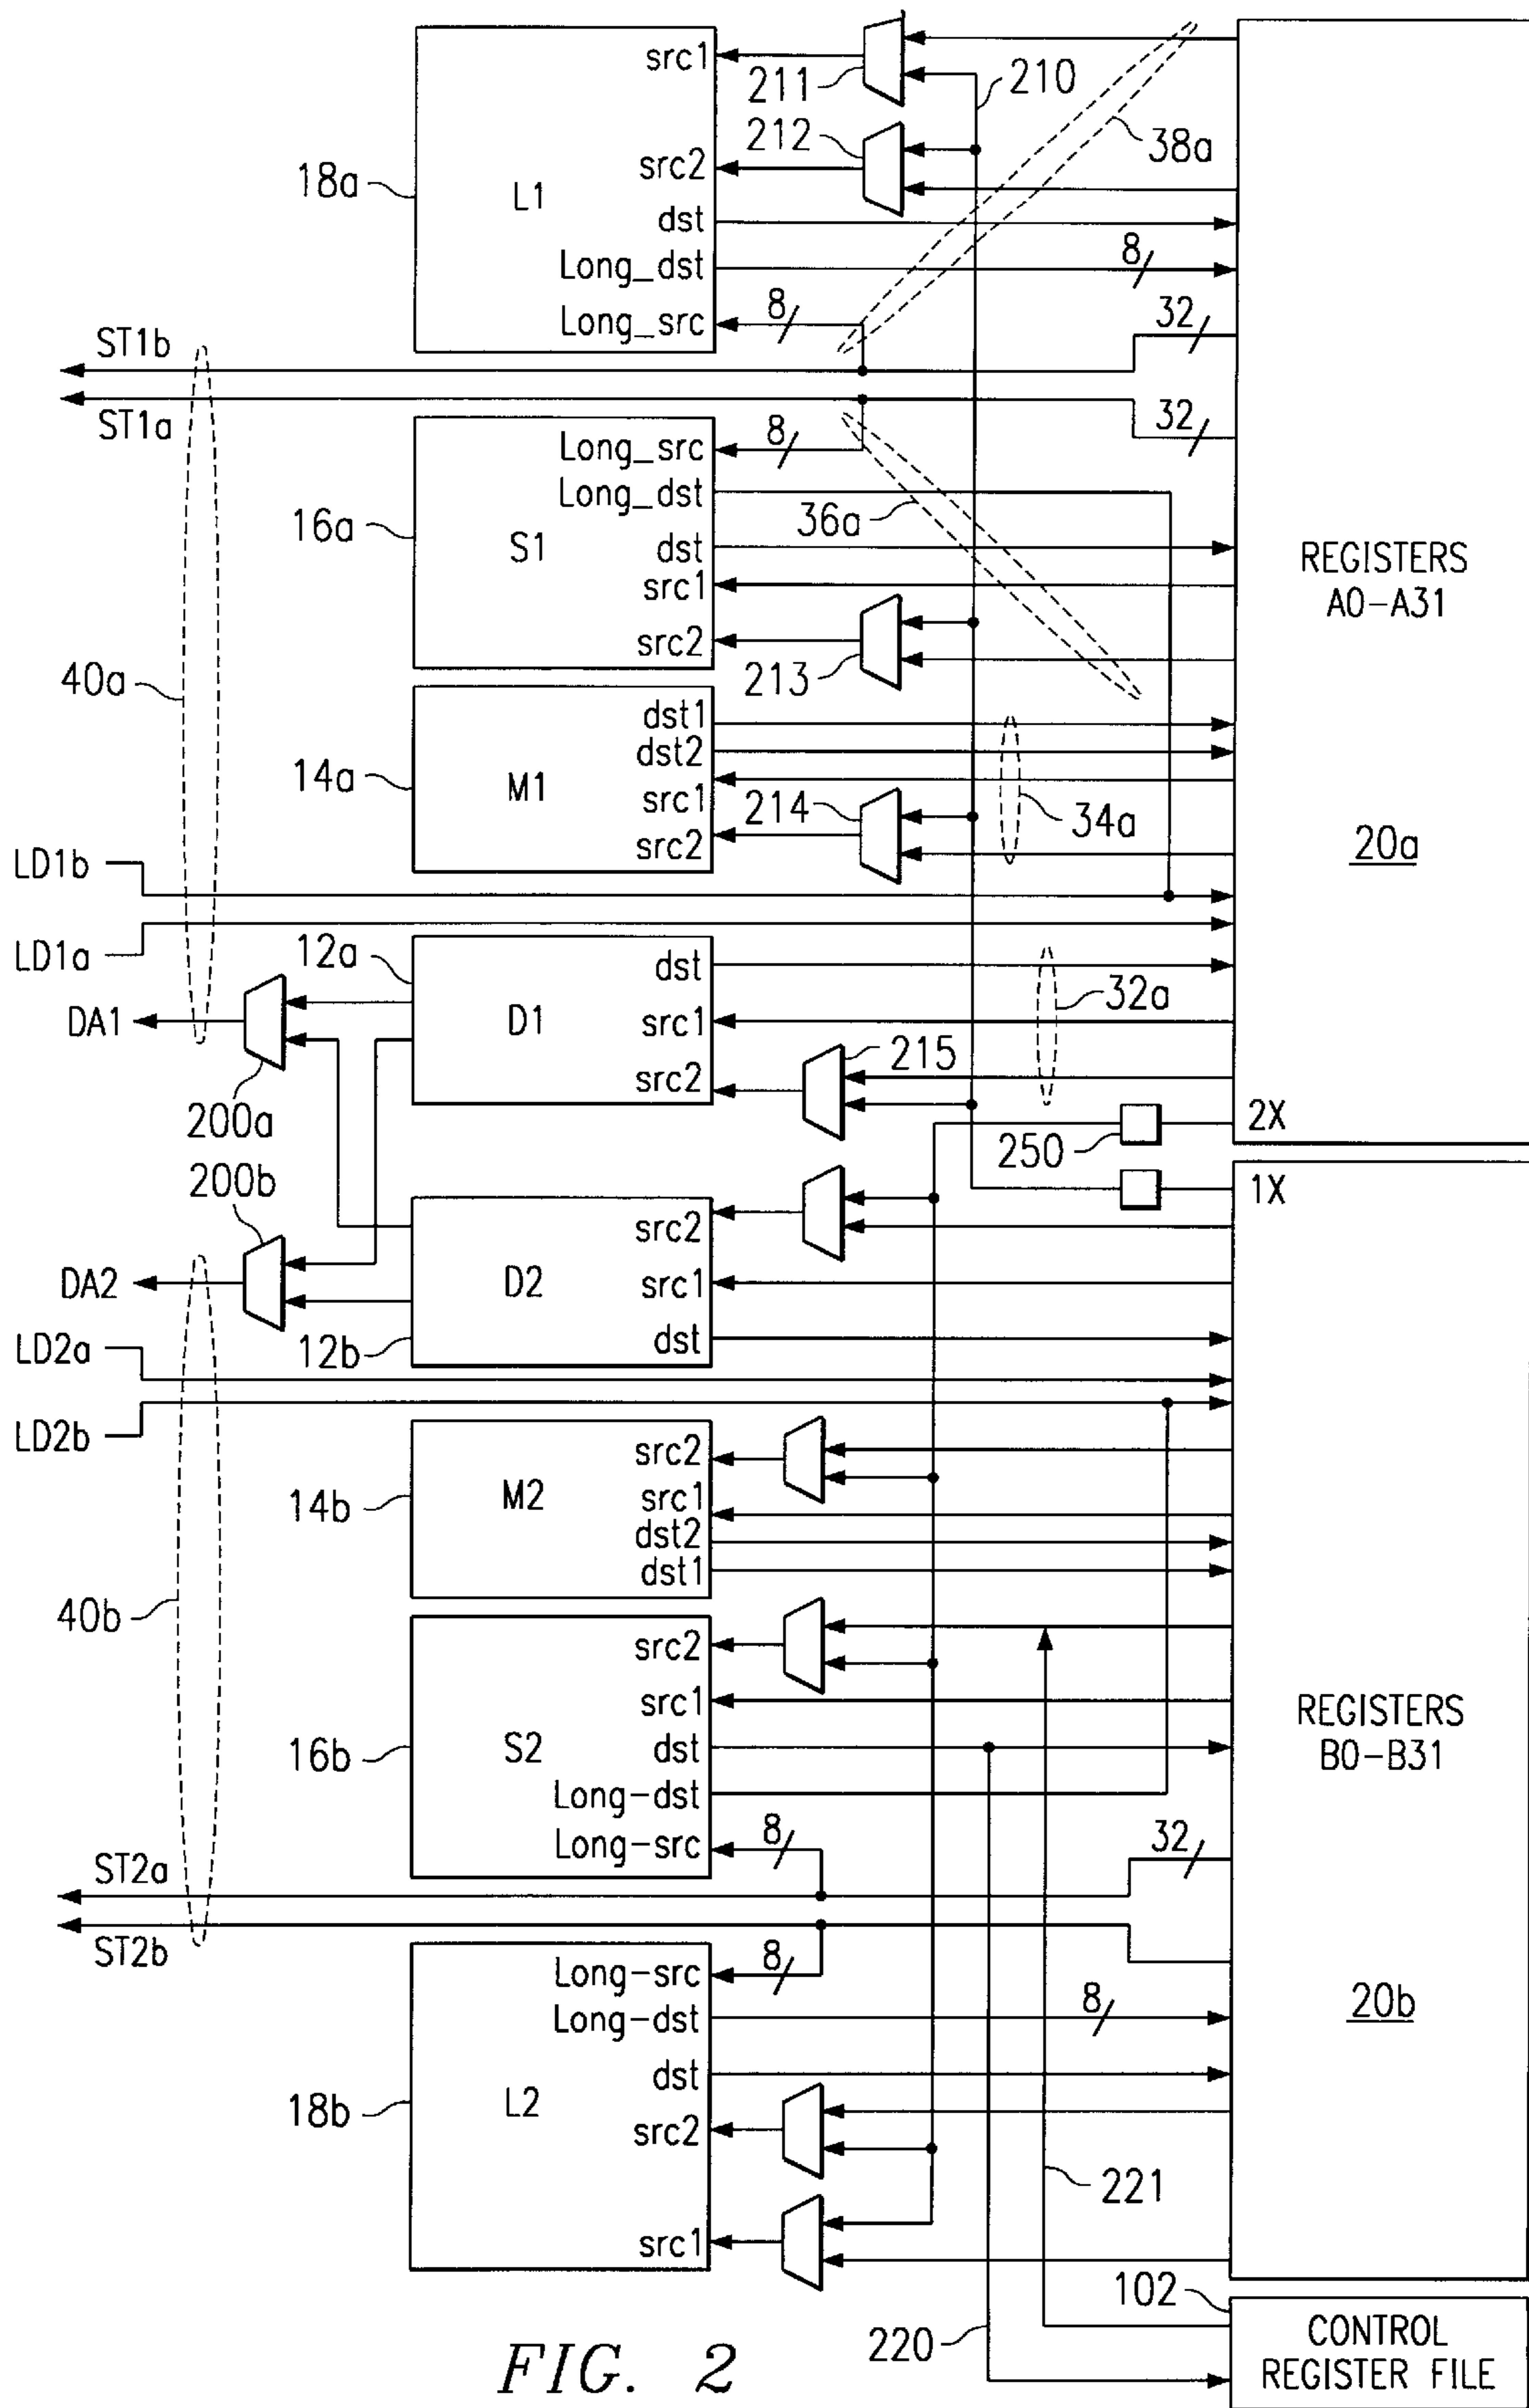 src1
211
210
38a
212
18a
src2
L1
dst
8
Long_dst
Long_src
8
32
ST1b
ST1a
32
Long_src
8
Long_dst
36a
16a
S1
dst
src1
REGISTERS
A0-A31
src2
213
40a
dst1
dst2
14a
M1
src1
214
34a
src2
20a
LD1b
LD1a
12a
dst
32a
DA1
D1
src1
215
src2
200a
2X
250
200b
1X
src2
DA2
D2
src1
LD2a
12b
dst
LD2b
src2
14b
M2
src1
dst2
dst1
40b
src2
src1
REGISTERS
B0-B31
16b
S2
dst
Long-dst
8
32
Long-src
ST2a
ST2b
Long-src
8
Long-dst
8
20b
dst
18b
L2
src2
221
src1
102
220
CONTROL
REGISTER FILE
FIG. 2